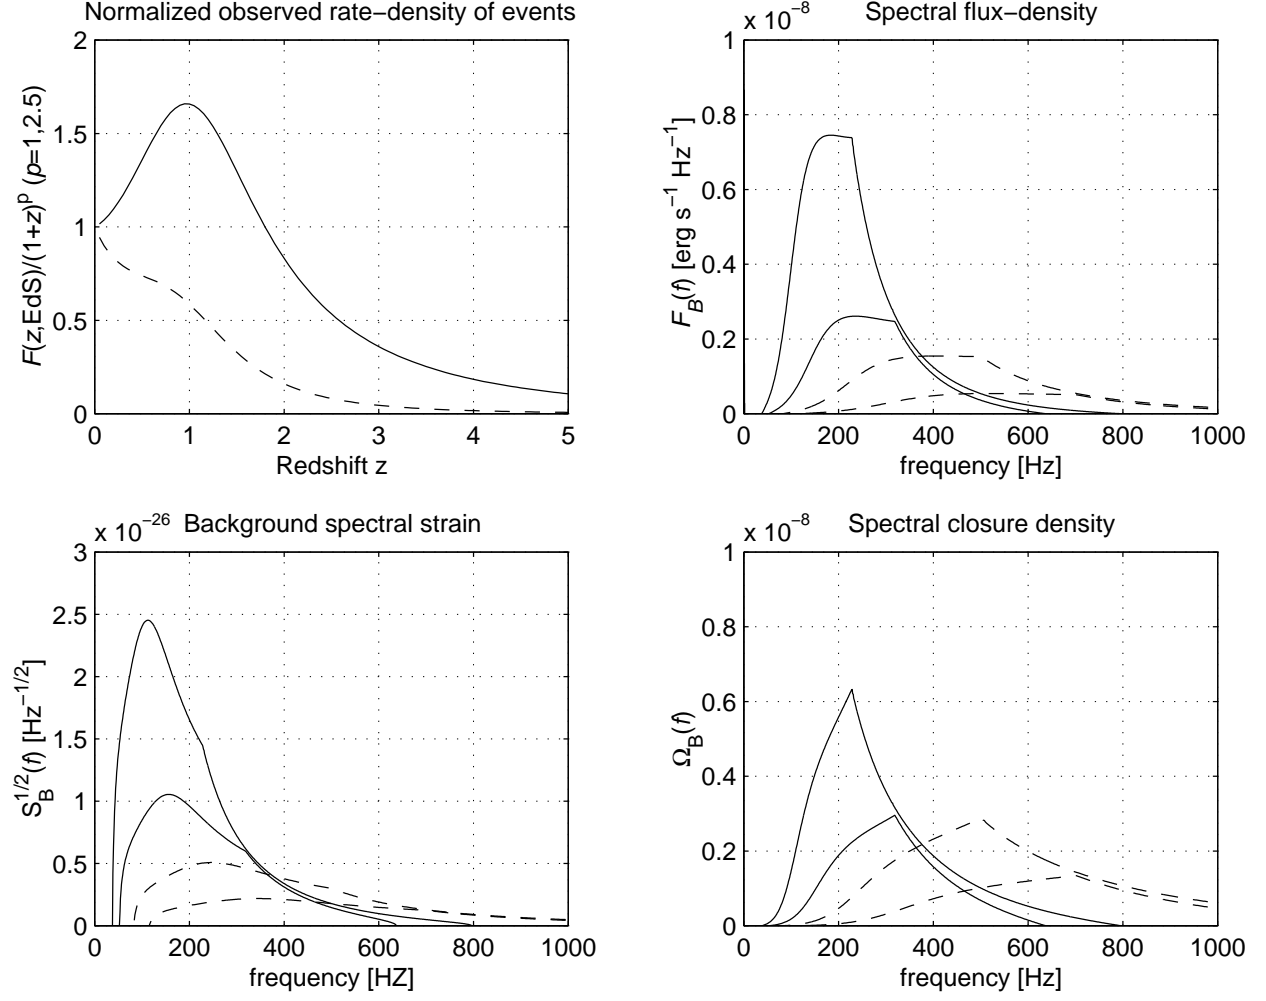 Normalized observed rate−density of events
F(z,EdS)/(1+z)^p (p=1,2.5)
2
1.5
1
0.5
0
0 1 2 3 4 5
Redshift z
Spectral flux−density
x 10^−8
F_B(f) [erg s^−1 Hz^−1]
1
0.8
0.6
0.4
0.2
0
0 200 400 600 800 1000
frequency [Hz]
Background spectral strain
x 10^−26
S_B^1/2(f) [Hz^−1/2]
3
2.5
2
1.5
1
0.5
0
0 200 400 600 800 1000
frequency [HZ]
Spectral closure density
x 10^−8
Ω_B(f)
1
0.8
0.6
0.4
0.2
0
0 200 400 600 800 1000
frequency [Hz]